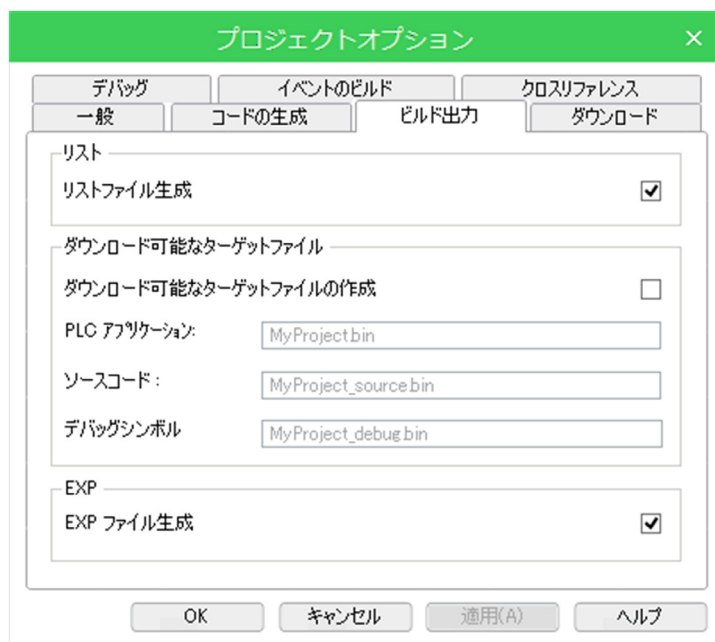 プロジェクトオプション ×
デバッグ イベントのビルド クロスリファレンス
一般 コードの生成 ビルド出力 ダウンロード
リスト
リストファイル生成
ダウンロード可能なターゲットファイル
ダウンロード可能なターゲットファイルの作成
PLC アプリケーション: MyProject.bin
ソースコード : MyProject_source.bin
デバッグシンボル MyProject_debug.bin
EXP
EXP ファイル生成
OK キャンセル 適用(A) ヘルプ